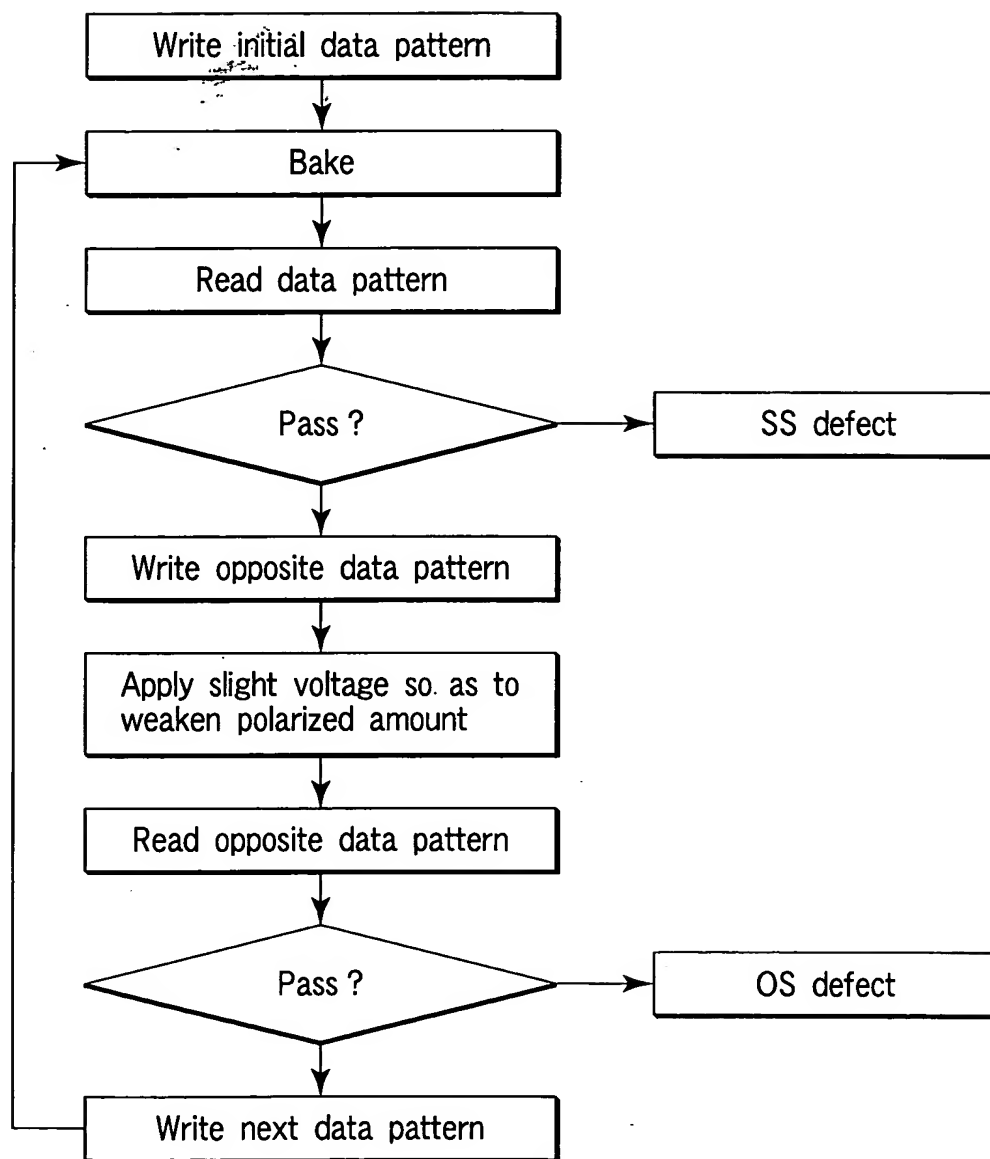 Write initial data pattern
Bake
Read data pattern
Pass ?
SS defect
Write opposite data pattern
Apply slight voltage so. as to
weaken polarized amount
Read opposite data pattern
Pass ?
OS defect
Write next data pattern